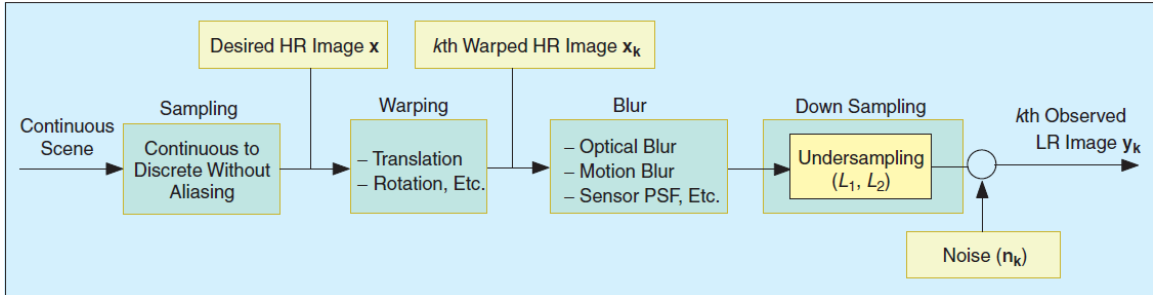 Desired HR Image x
kth Warped HR Image xₖ
Sampling
Warping
Blur
Down Sampling
Continuous
Scene
Continuous to
Discrete Without
Aliasing
– Translation
– Rotation, Etc.
– Optical Blur
– Motion Blur
– Sensor PSF, Etc.
Undersampling
(L₁, L₂)
kth Observed
LR Image yₖ
Noise (nₖ)